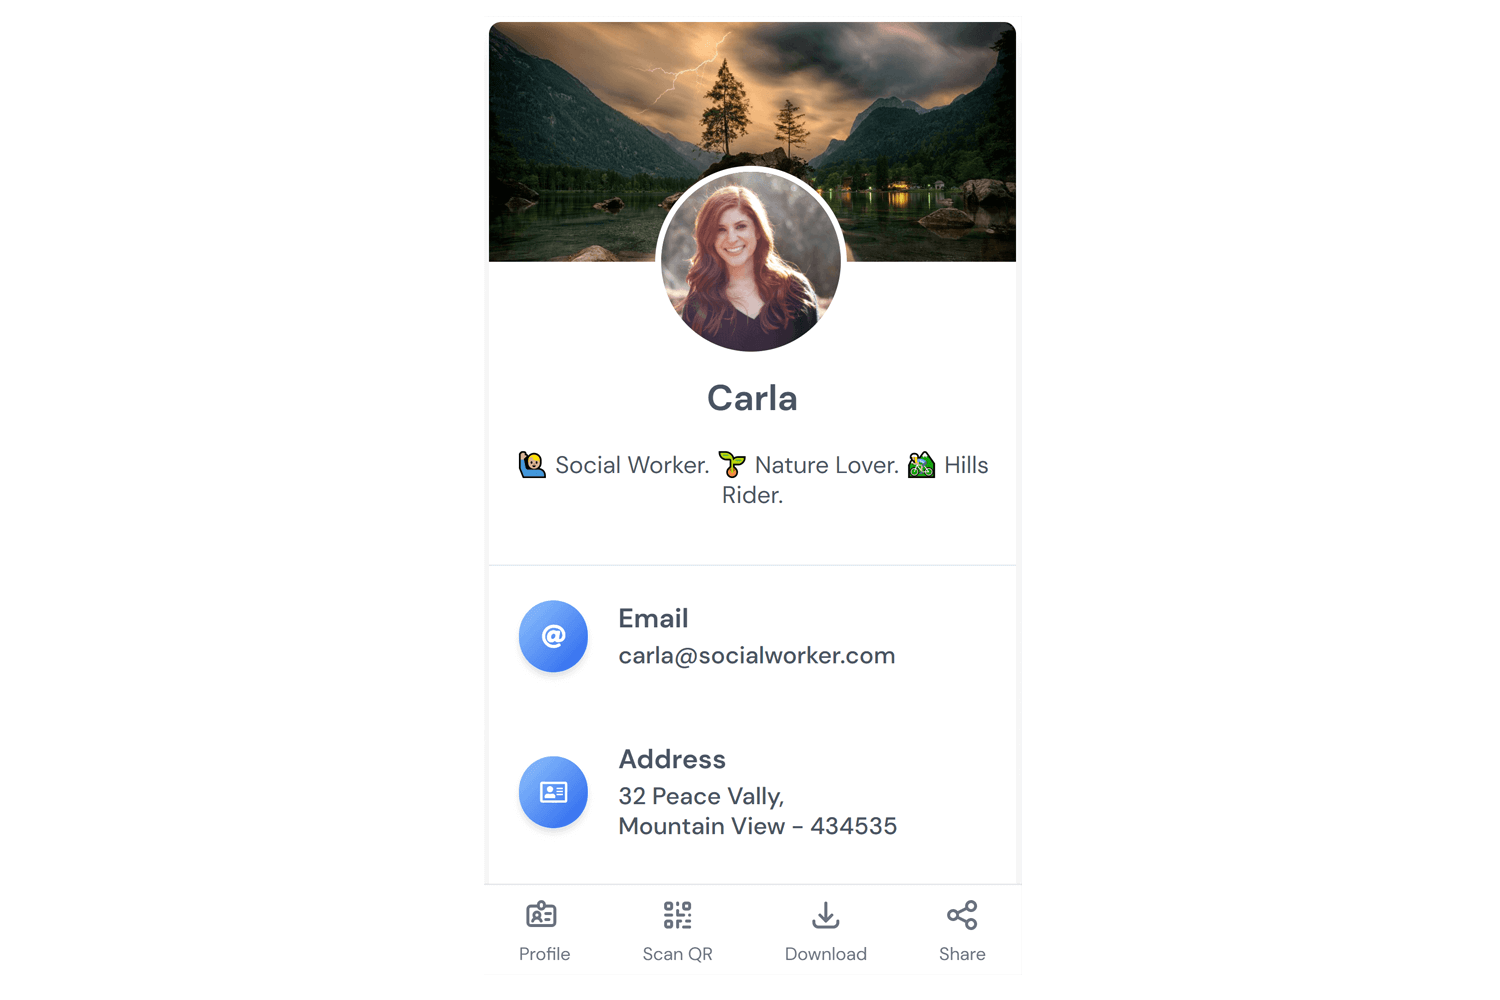 Carla
🙋🏼 Social Worker. 🌱 Nature Lover. 🚵🏼 Hills
Rider.
@
Email
carla@socialworker.com
Address
32 Peace Vally,
Mountain View - 434535
Profile
Scan QR
Download
Share